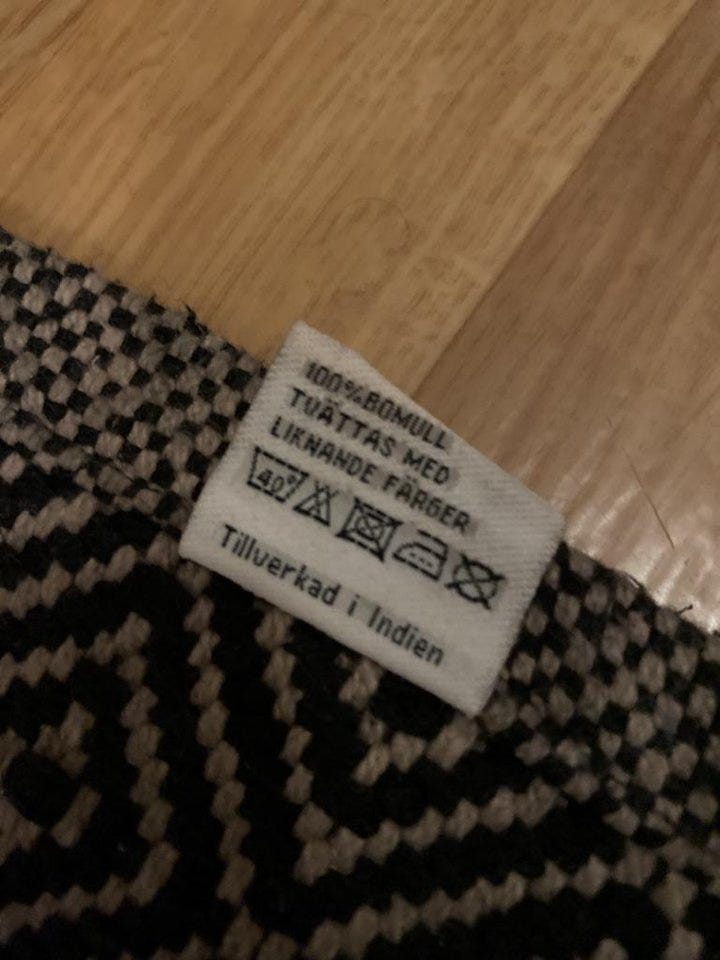 100%BOMULL
TVÄTTAS MED
LIKNANDE FÄRGER
40°
Tillverkad i Indien